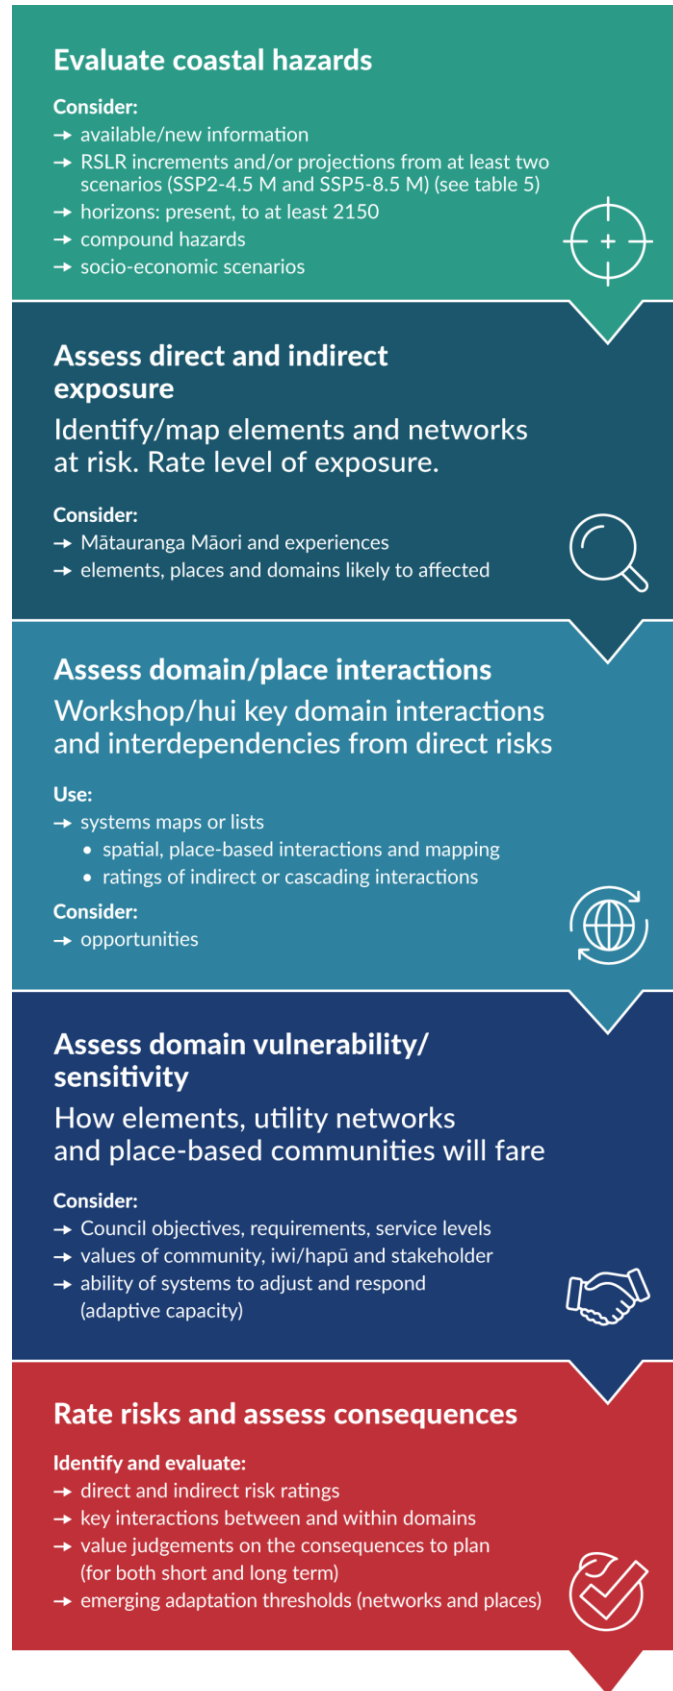 Evaluate coastal hazards
Consider:
→ available/new information
→ RSLR increments and/or projections from at least two
scenarios (SSP2-4.5 M and SSP5-8.5 M) (see table 5)
→ horizons: present, to at least 2150
→ compound hazards
→ socio-economic scenarios
Assess direct and indirect
exposure
Identify/map elements and networks
at risk. Rate level of exposure.
Consider:
→ Mātauranga Māori and experiences
→ elements, places and domains likely to affected
Assess domain/place interactions
Workshop/hui key domain interactions
and interdependencies from direct risks
Use:
→ systems maps or lists
• spatial, place-based interactions and mapping
• ratings of indirect or cascading interactions
Consider:
→ opportunities
Assess domain vulnerability/
sensitivity
How elements, utility networks
and place-based communities will fare
Consider:
→ Council objectives, requirements, service levels
→ values of community, iwi/hapū and stakeholder
→ ability of systems to adjust and respond
(adaptive capacity)
Rate risks and assess consequences
Identify and evaluate:
→ direct and indirect risk ratings
→ key interactions between and within domains
→ value judgements on the consequences to plan
(for both short and long term)
→ emerging adaptation thresholds (networks and places)